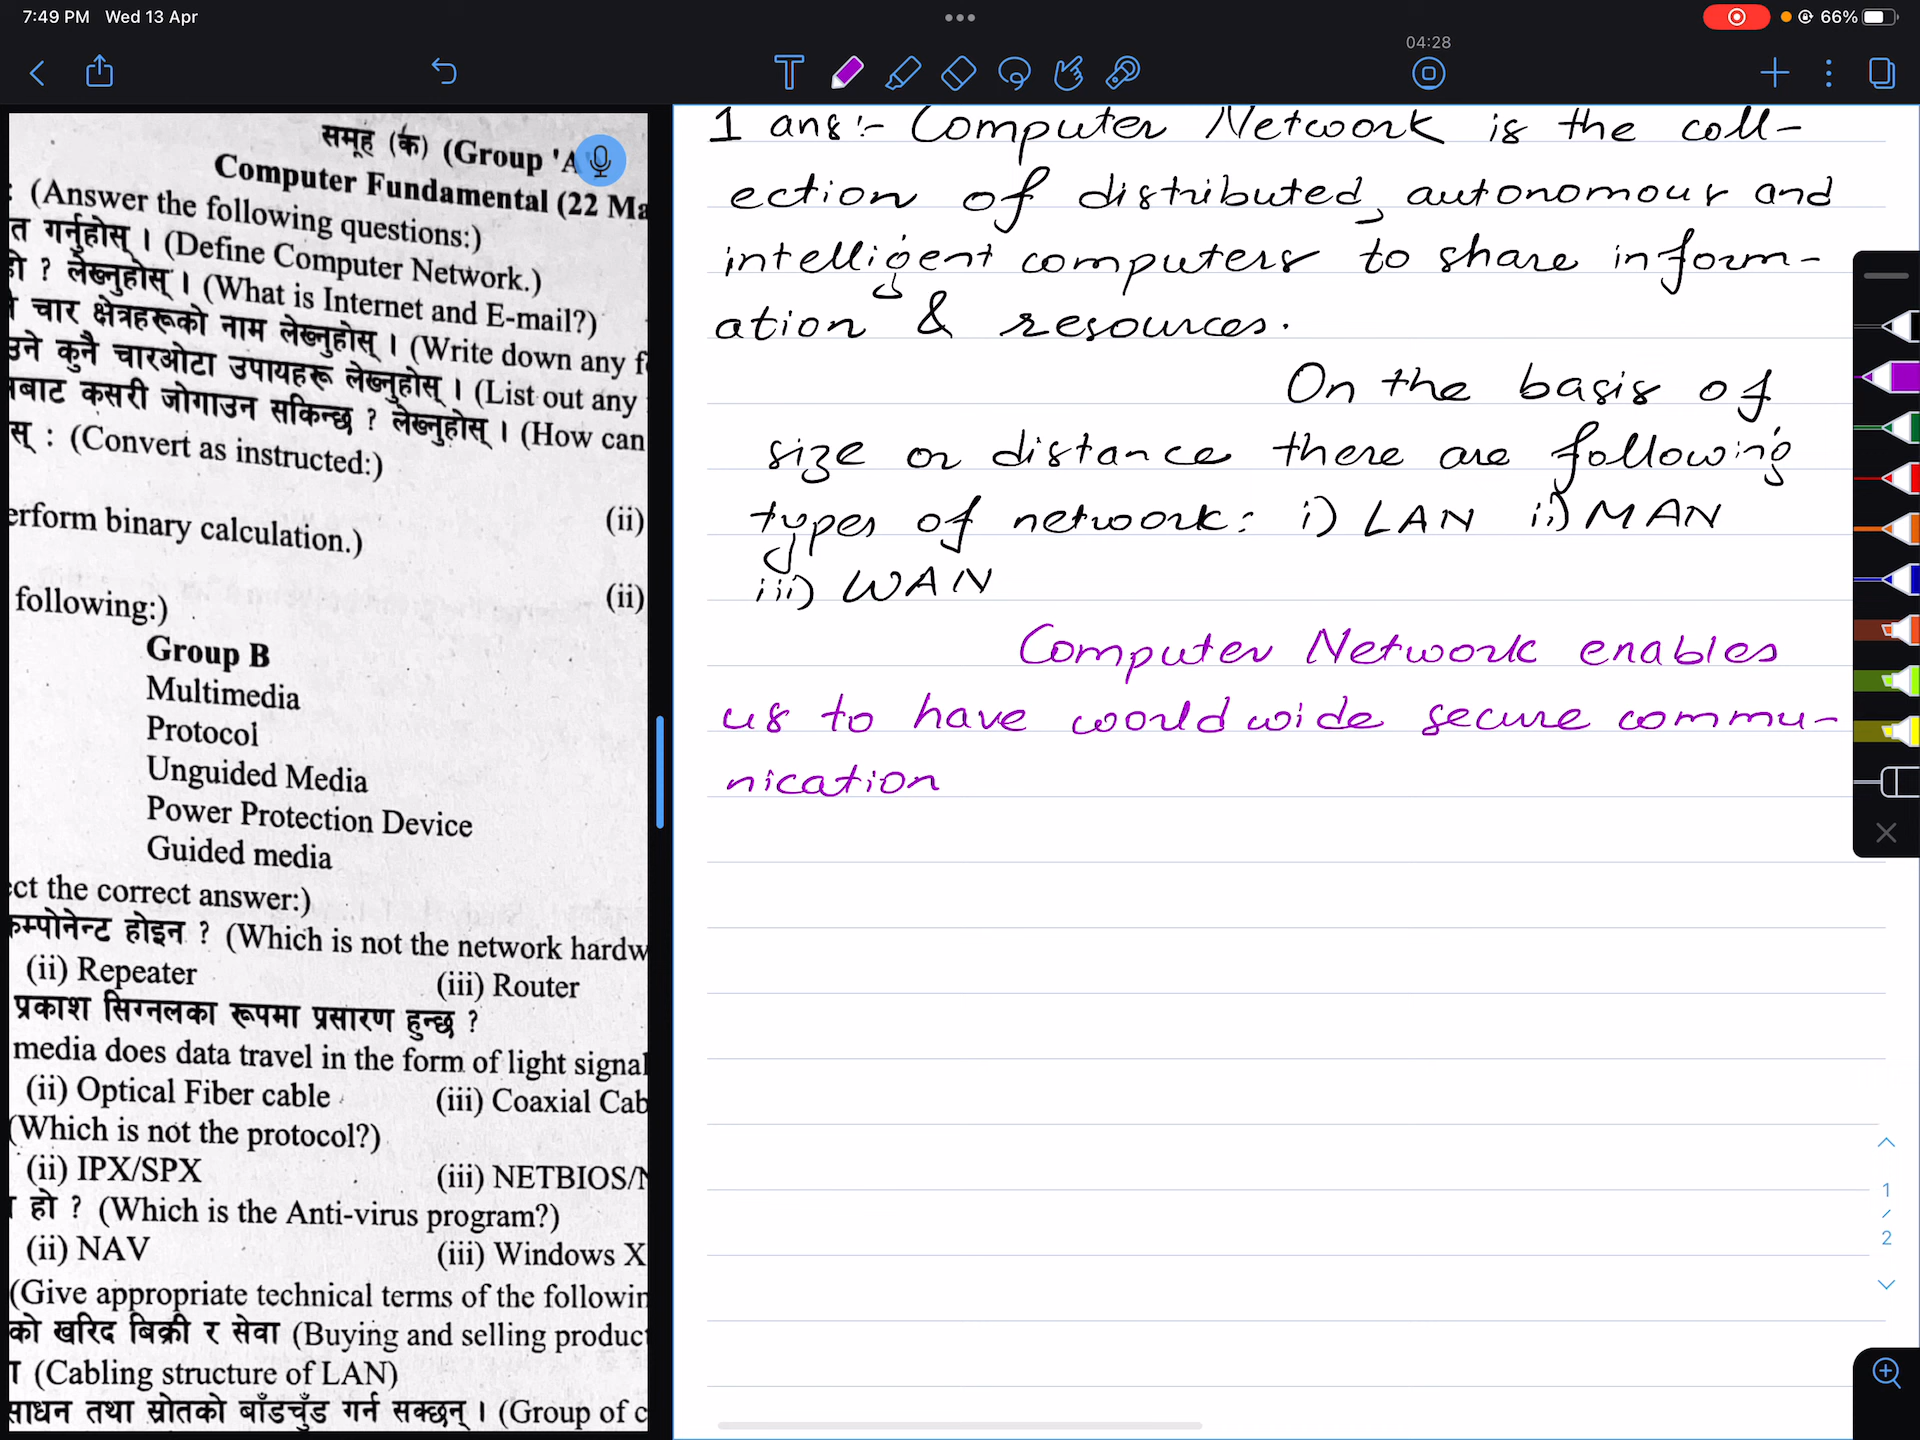 7:49 PM Wed 13 Apr
66%
04:28
समूह (क) (Group 'A
Computer Fundamental (22 Ma
: (Answer the following questions:)
त गर्नुहोस् । (Define Computer Network.)
हो ? लेख्नुहोस् । (What is Internet and E-mail?)
चार क्षेत्रहरूको नाम लेख्नुहोस् । (Write down any f
उने कुनै चारओटा उपायहरू लेख्नुहोस् । (List out any
बाट कसरी जोगाउन सकिन्छ ? लेख्नुहोस् । (How can
स् : (Convert as instructed:)
(ii)
erform binary calculation.)
(ii)
following:)
Group B
Multimedia
Protocol
Unguided Media
Power Protection Device
Guided media
ect the correct answer:)
कम्पोनेन्ट होइन ? (Which is not the network hardw
(ii) Repeater (iii) Router
प्रकाश सिग्नलका रूपमा प्रसारण हुन्छ ?
media does data travel in the form of light signal
(ii) Optical Fiber cable (iii) Coaxial Cab
(Which is not the protocol?)
(ii) IPX/SPX (iii) NETBIOS/N
हो ? (Which is the Anti-virus program?)
(ii) NAV (iii) Windows X
(Give appropriate technical terms of the followin
को खरिद बिक्री र सेवा (Buying and selling product
(Cabling structure of LAN)
साधन तथा स्रोतको बाँडचुँड गर्न सक्छन् । (Group of c
1 ans:- Computer Network is the coll-
ection of distributed, autonomour and
intelligent computers to share inform-
ation & resources.
On the basis of
size or distance there are following
types of network: i) LAN ii) MAN
iii) WAN
Computer Network enables
us to have world wide secure commu-
nication
1
/
2